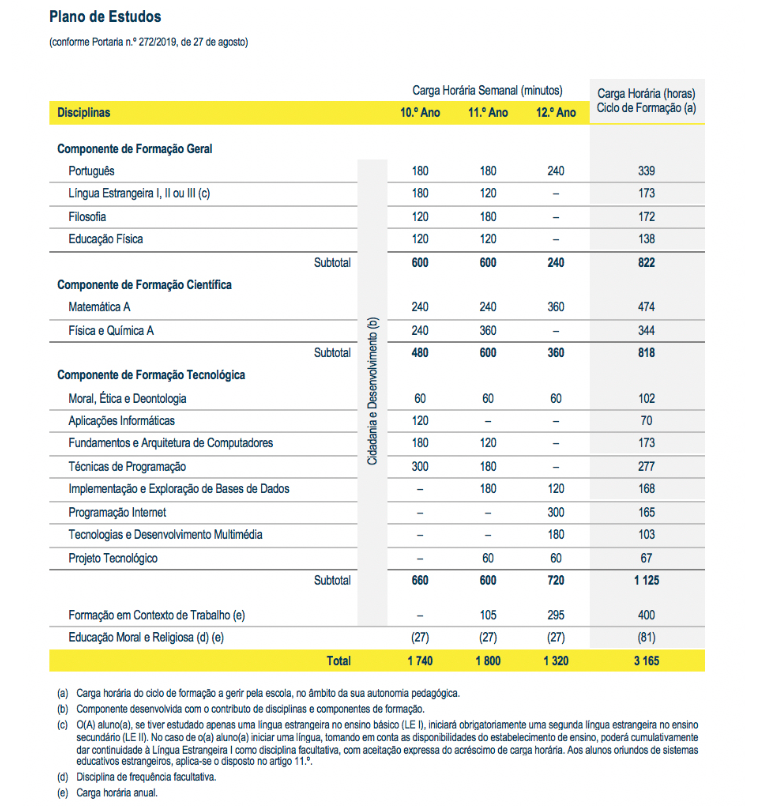 Plano de Estudos
(conforme Portaria n.º 272/2019, de 27 de agosto)
Carga Horária Semanal (minutos) Carga Horária (horas)
Disciplinas 10.º Ano 11.º Ano 12.º Ano Ciclo de Formação (a)
Componente de Formação Geral
Português 180 180 240 339
Língua Estrangeira I, II ou III (c) 180 120 – 173
Filosofia 120 180 – 172
Educação Física 120 120 – 138
Subtotal 600 600 240 822
Componente de Formação Científica
Matemática A 240 240 360 474
Física e Química A 240 360 – 344
Subtotal 480 600 360 818
Cidadania e Desenvolvimento (b)
Componente de Formação Tecnológica
Moral, Ética e Deontologia 60 60 60 102
Aplicações Informáticas 120 – – 70
Fundamentos e Arquitetura de Computadores 180 120 – 173
Técnicas de Programação 300 180 – 277
Implementação e Exploração de Bases de Dados – 180 120 168
Programação Internet – – 300 165
Tecnologias e Desenvolvimento Multimédia – – 180 103
Projeto Tecnológico – 60 60 67
Subtotal 660 600 720 1 125
Formação em Contexto de Trabalho (e) – 105 295 400
Educação Moral e Religiosa (d) (e) (27) (27) (27) (81)
Total 1 740 1 800 1 320 3 165
(a) Carga horária do ciclo de formação a gerir pela escola, no âmbito da sua autonomia pedagógica.
(b) Componente desenvolvida com o contributo de disciplinas e componentes de formação.
(c) O(A) aluno(a), se tiver estudado apenas uma língua estrangeira no ensino básico (LE I), iniciará obrigatoriamente uma segunda língua estrangeira no ensino
secundário (LE II). No caso de o(a) aluno(a) iniciar uma língua, tomando em conta as disponibilidades do estabelecimento de ensino, poderá cumulativamente
dar continuidade à Língua Estrangeira I como disciplina facultativa, com aceitação expressa do acréscimo de carga horária. Aos alunos oriundos de sistemas
educativos estrangeiros, aplica-se o disposto no artigo 11.º.
(d) Disciplina de frequência facultativa.
(e) Carga horária anual.